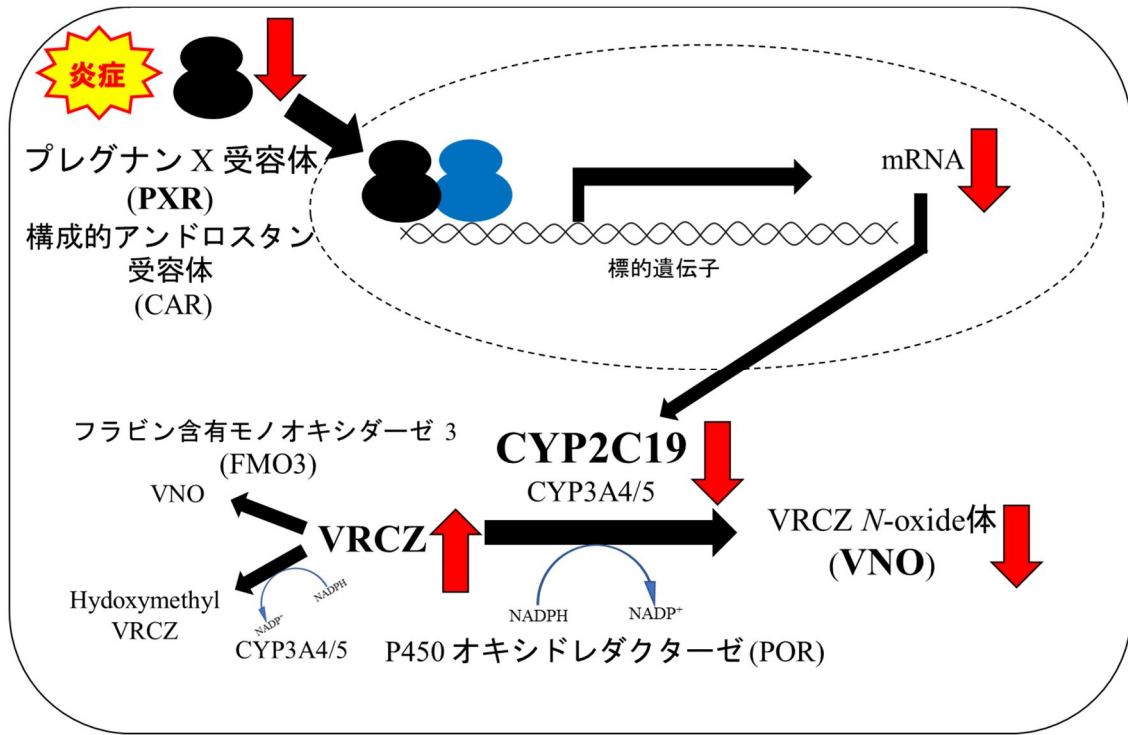 炎症
プレグナン X 受容体
(PXR)
構成的アンドロスタン
受容体
(CAR)
mRNA
標的遺伝子
フラビン含有モノオキシダーゼ 3
(FMO3)
VNO
VRCZ
Hydoxymethyl
VRCZ
NADPH
NADP⁺
CYP3A4/5
CYP2C19
CYP3A4/5
NADPH
NADP⁺
P450 オキシドレダクターゼ (POR)
VRCZ N-oxide体
(VNO)